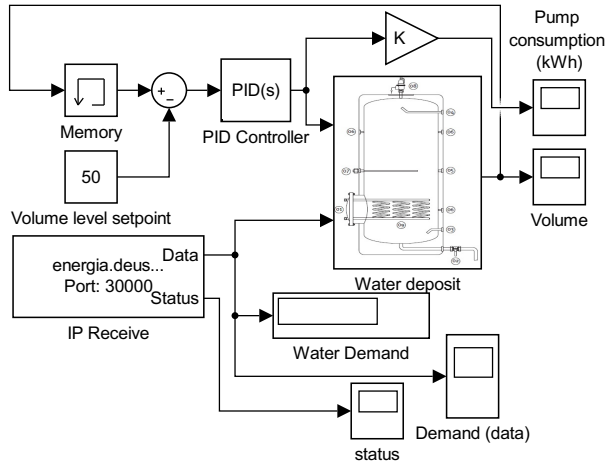 Pump
consumption
(kWh)
K
PID(s)
PID Controller
Memory
50
Volume level setpoint
Volume
energia.deus...
Port: 30000
Data
Status
IP Receive
Water deposit
Water Demand
Demand (data)
status